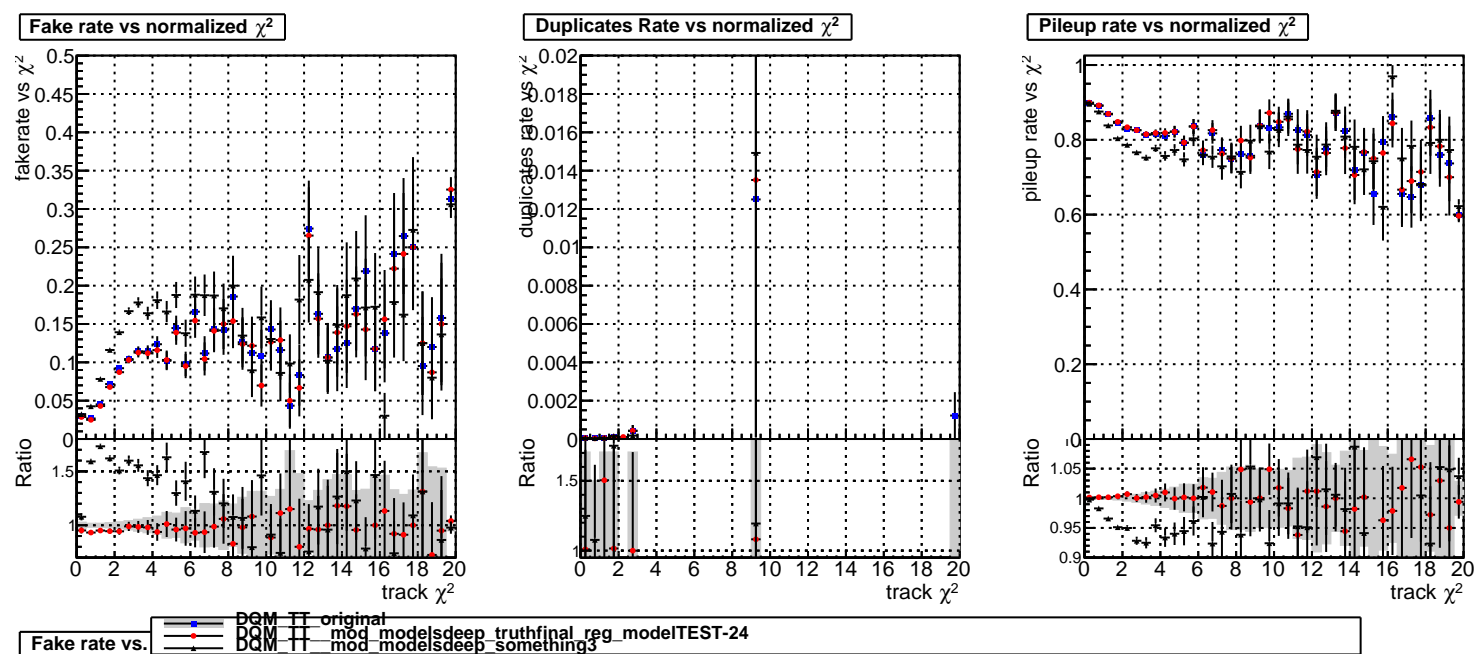 Fake rate vs normalized χ²
fakerate vs χ²
0.5
0.45
0.4
0.35
0.3
0.25
0.2
0.15
0.1
0.05
0
Ratio
1.5
1
0 2 4 6 8 10 12 14 16 18 20
track χ²
Duplicates Rate vs normalized χ²
duplicates rate vs χ²
0.02
0.018
0.016
0.014
0.012
0.01
0.008
0.006
0.004
0.002
0
Ratio
1.5
1
0 2 4 6 8 10 12 14 16 18 20
track χ²
Pileup rate vs normalized χ²
pileup rate vs χ²
1
0.8
0.6
0.4
0.2
0
Ratio
1.05
1
0.95
0.9
0 2 4 6 8 10 12 14 16 18 20
track χ²
Fake rate vs.
DQM_TT_original
DQM_TT__mod_modelsdeep_truthfinal_reg_modelTEST-24
DQM_TT__mod_modelsdeep_something3